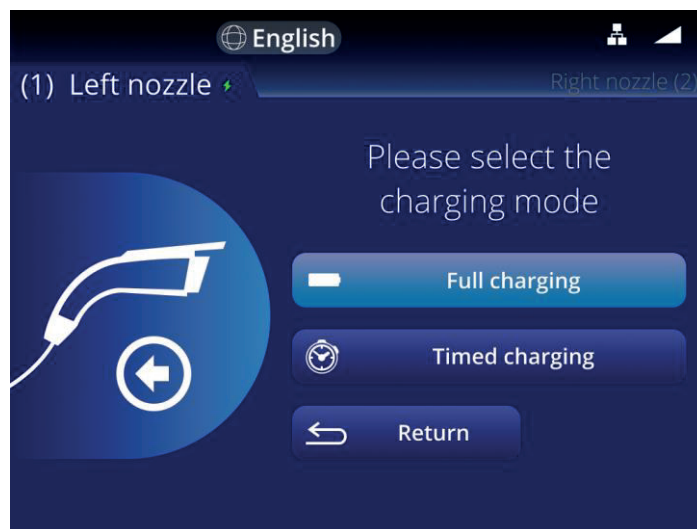 English
(1) Left nozzle
Right nozzle (2)
Please select the
charging mode
Full charging
Timed charging
Return